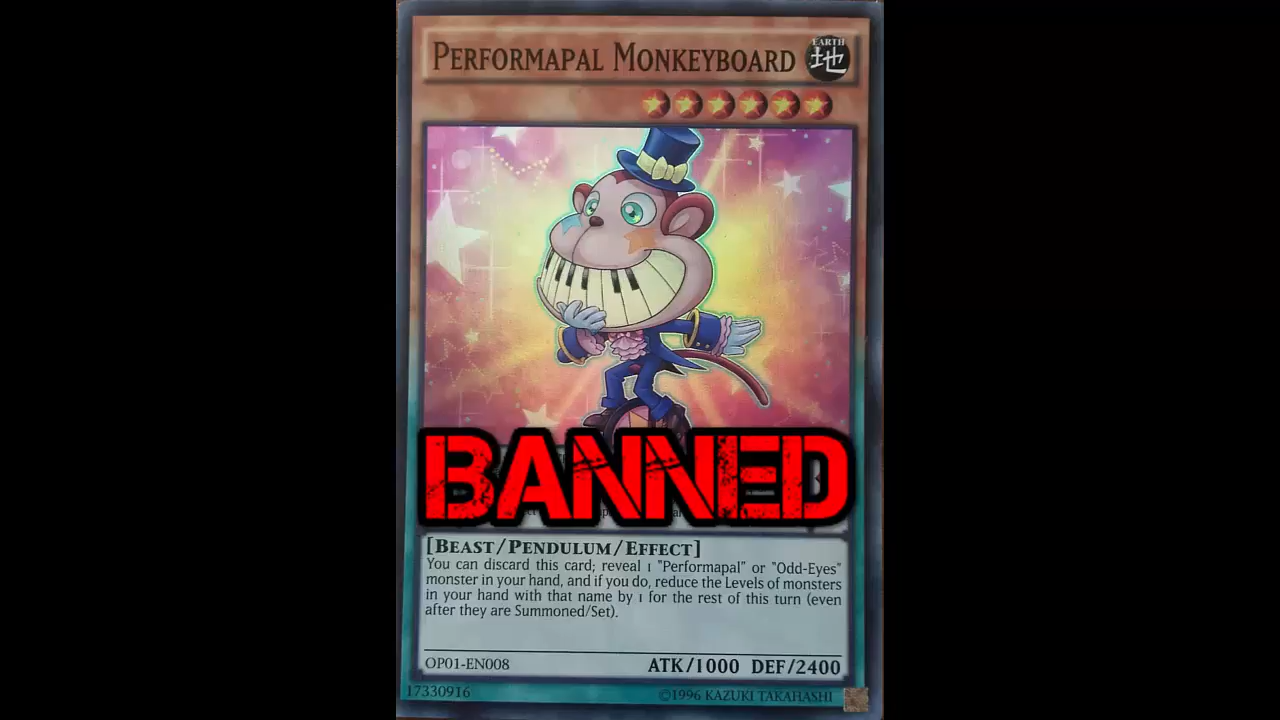 PERFORMAPAL MONKEYBOARD
EARTH
地
BANNED
[BEAST/PENDULUM/EFFECT]
You can discard this card; reveal 1 "Performapal" or "Odd-Eyes"
monster in your hand, and if you do, reduce the Levels of monsters
in your hand with that name by 1 for the rest of this turn (even
after they are Summoned/Set).
OP01-EN008
ATK/1000 DEF/2400
17330916
©1996 KAZUKI TAKAHASHI